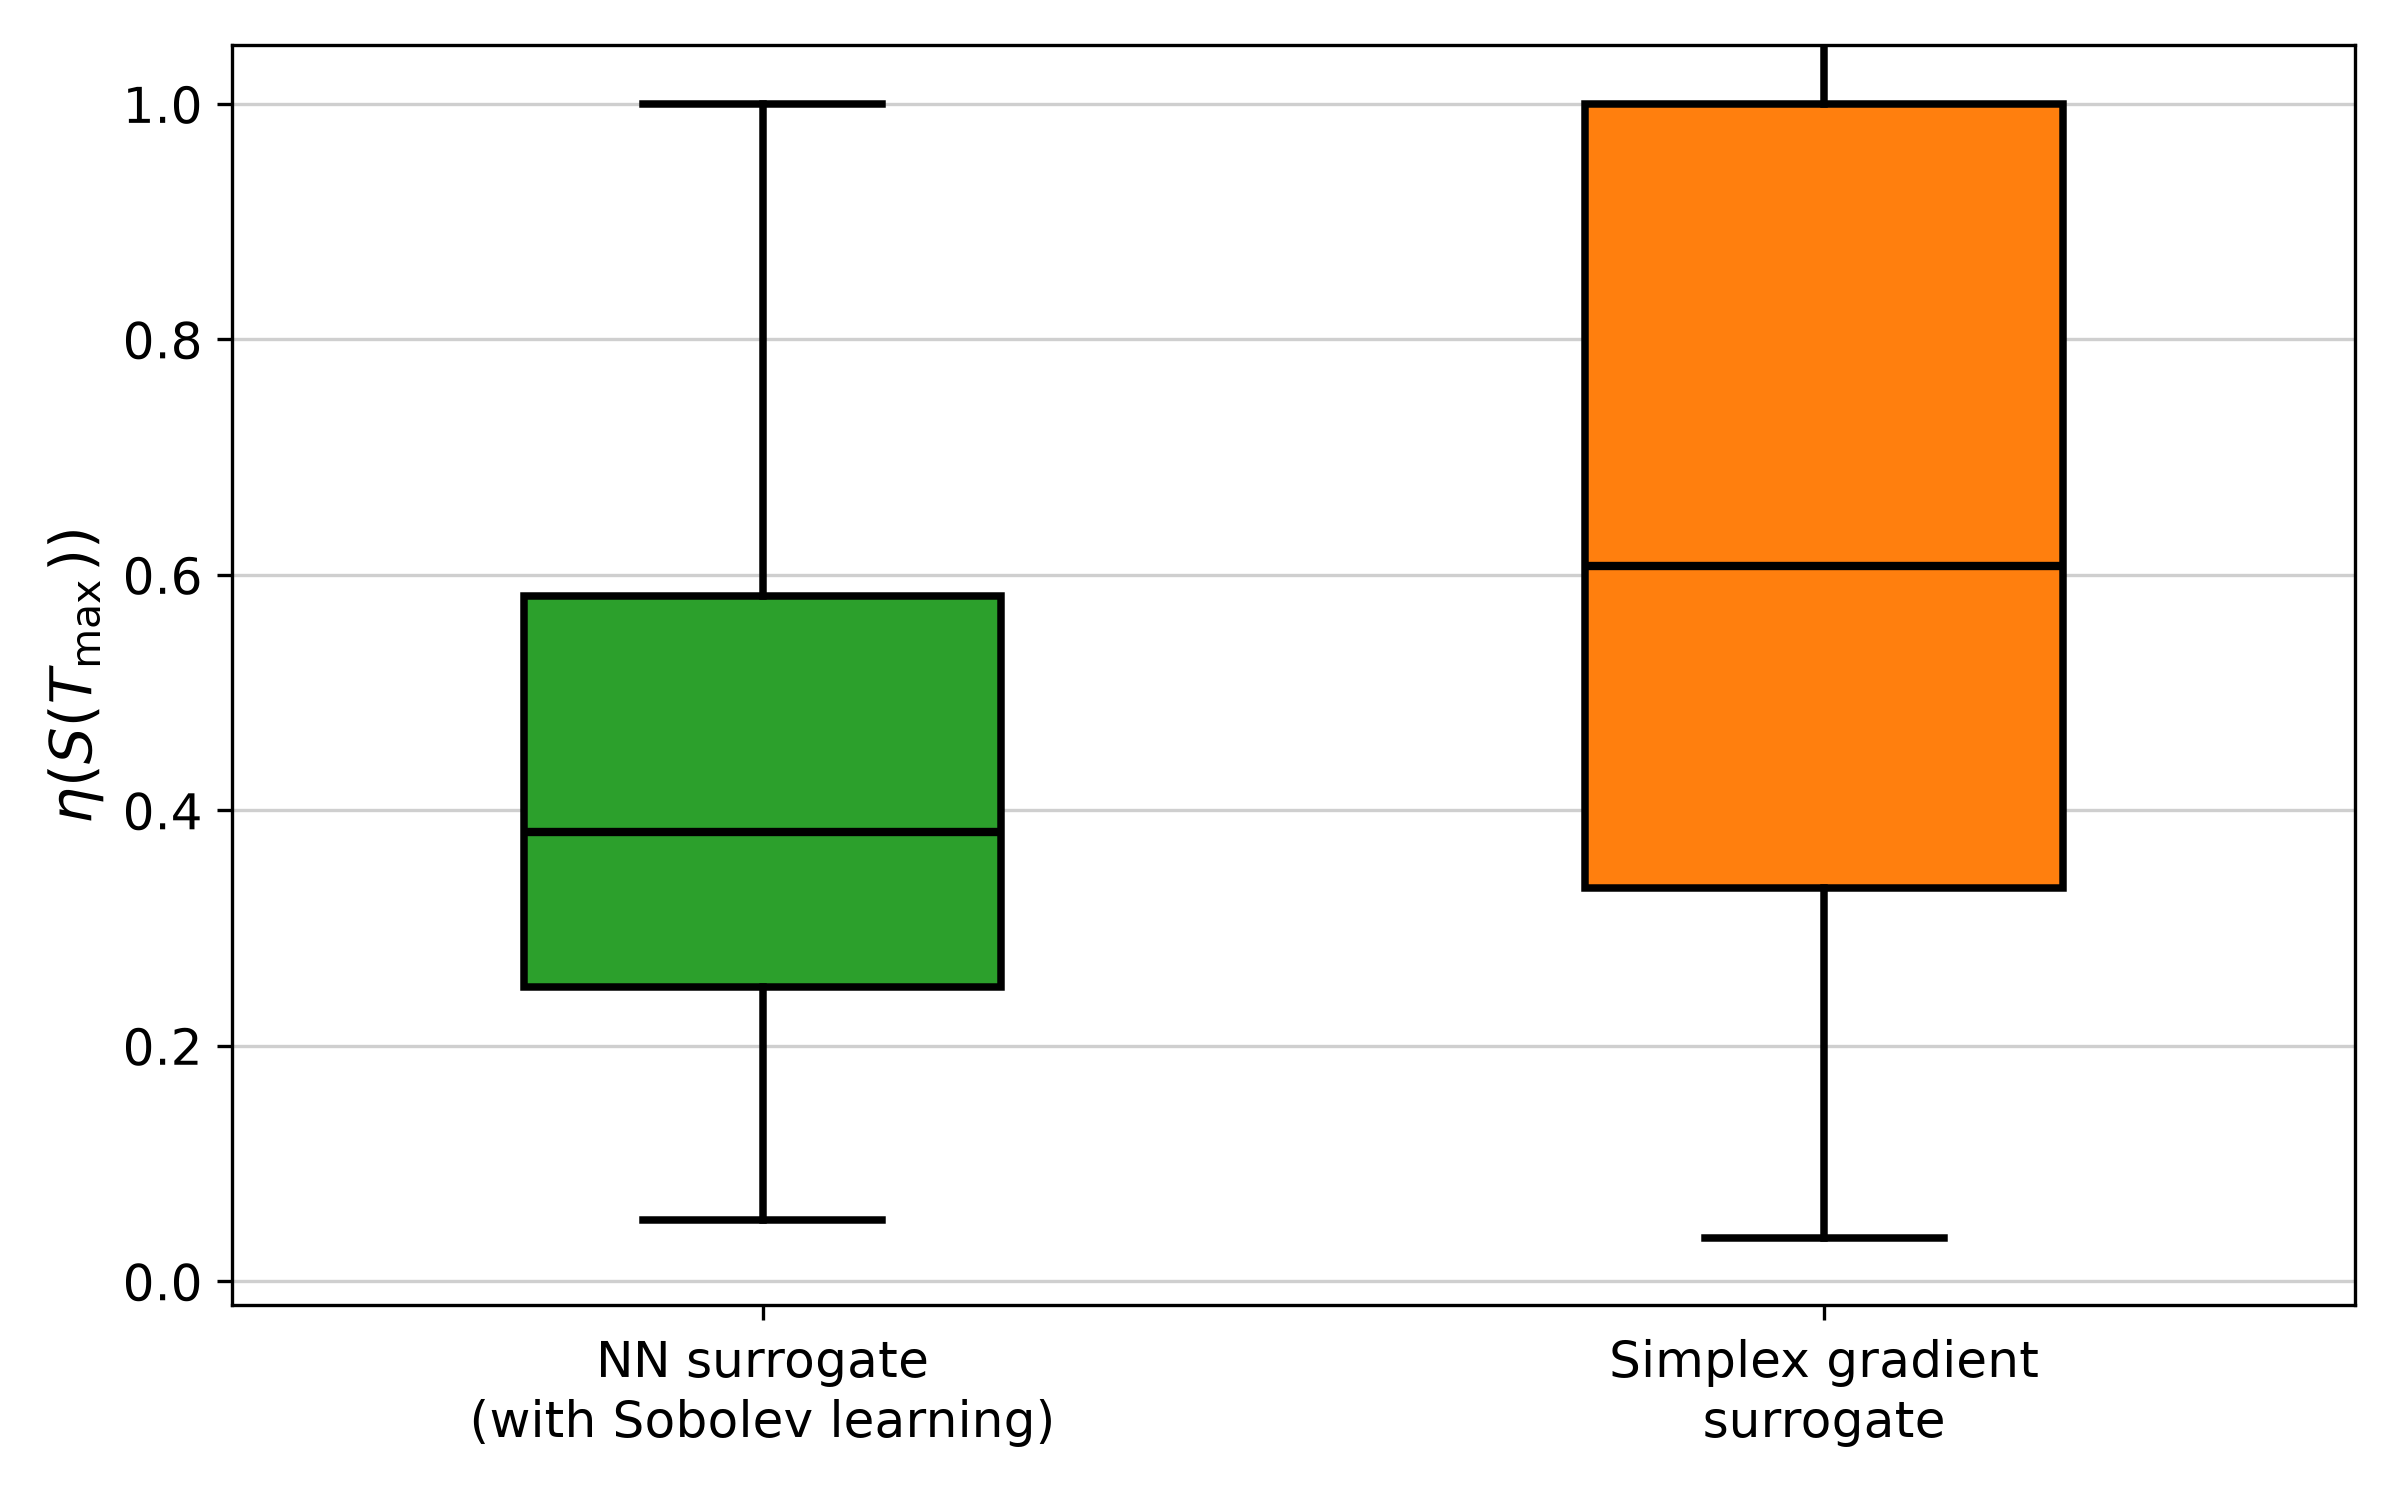 η(S(Tmax))
1.0
0.8
0.6
0.4
0.2
0.0
NN surrogate
(with Sobolev learning)
Simplex gradient
surrogate